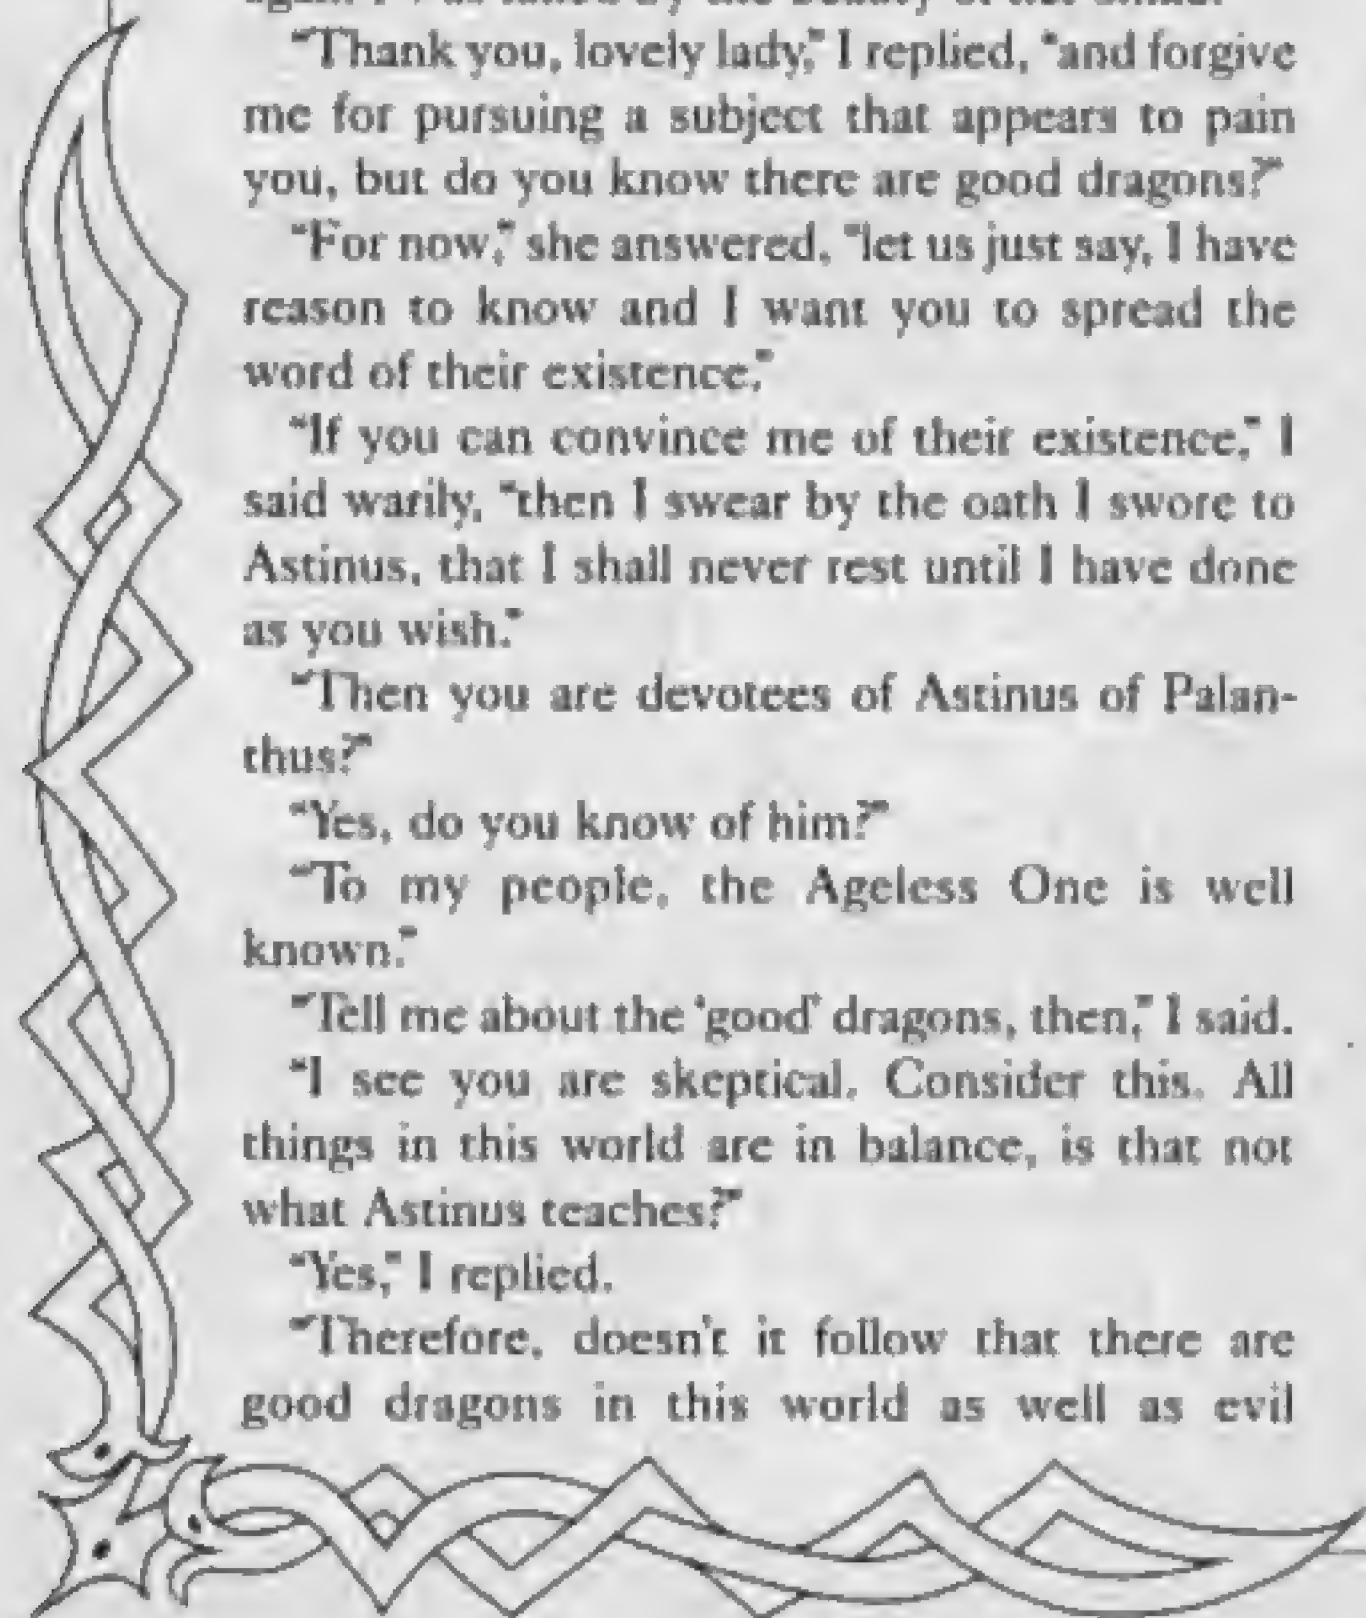 "Thank you, lovely lady," I replied, "and forgive
me for pursuing a subject that appears to pain
you, but do you know there are good dragons?"
"For now," she answered, "let us just say, I have
reason to know and I want you to spread the
word of their existence."
"If you can convince me of their existence," I
said warily, "then I swear by the oath I swore to
Astinus, that I shall never rest until I have done
as you wish."
"Then you are devotees of Astinus of Palan-
thus?"
"Yes, do you know of him?"
"To my people, the Ageless One is well
known."
"Tell me about the 'good' dragons, then," I said.
"I see you are skeptical. Consider this. All
things in this world are in balance, is that not
what Astinus teaches?"
"Yes," I replied.
"Therefore, doesn't it follow that there are
good dragons in this world as well as evil